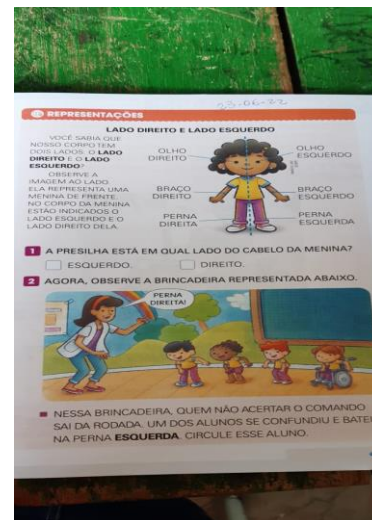 23-06-22
REPRESENTAÇÕES
LADO DIREITO E LADO ESQUERDO
VOCÊ SABIA QUE
NOSSO CORPO TEM
DOIS LADOS: O LADO
DIREITO E O LADO
ESQUERDO?
OBSERVE A
IMAGEM AO LADO.
ELA REPRESENTA UMA
MENINA DE FRENTE.
NO CORPO DA MENINA
ESTÃO INDICADOS O
LADO ESQUERDO E O
LADO DIREITO DELA.
OLHO
DIREITO
OLHO
ESQUERDO
BRAÇO
DIREITO
BRAÇO
ESQUERDO
PERNA
DIREITA
PERNA
ESQUERDA
1 A PRESILHA ESTÁ EM QUAL LADO DO CABELO DA MENINA?
ESQUERDO. DIREITO.
2 AGORA, OBSERVE A BRINCADEIRA REPRESENTADA ABAIXO.
PERNA
DIREITA!
NESSA BRINCADEIRA, QUEM NÃO ACERTAR O COMANDO
SAI DA RODADA. UM DOS ALUNOS SE CONFUNDIU E BATE
NA PERNA ESQUERDA. CIRCULE ESSE ALUNO.